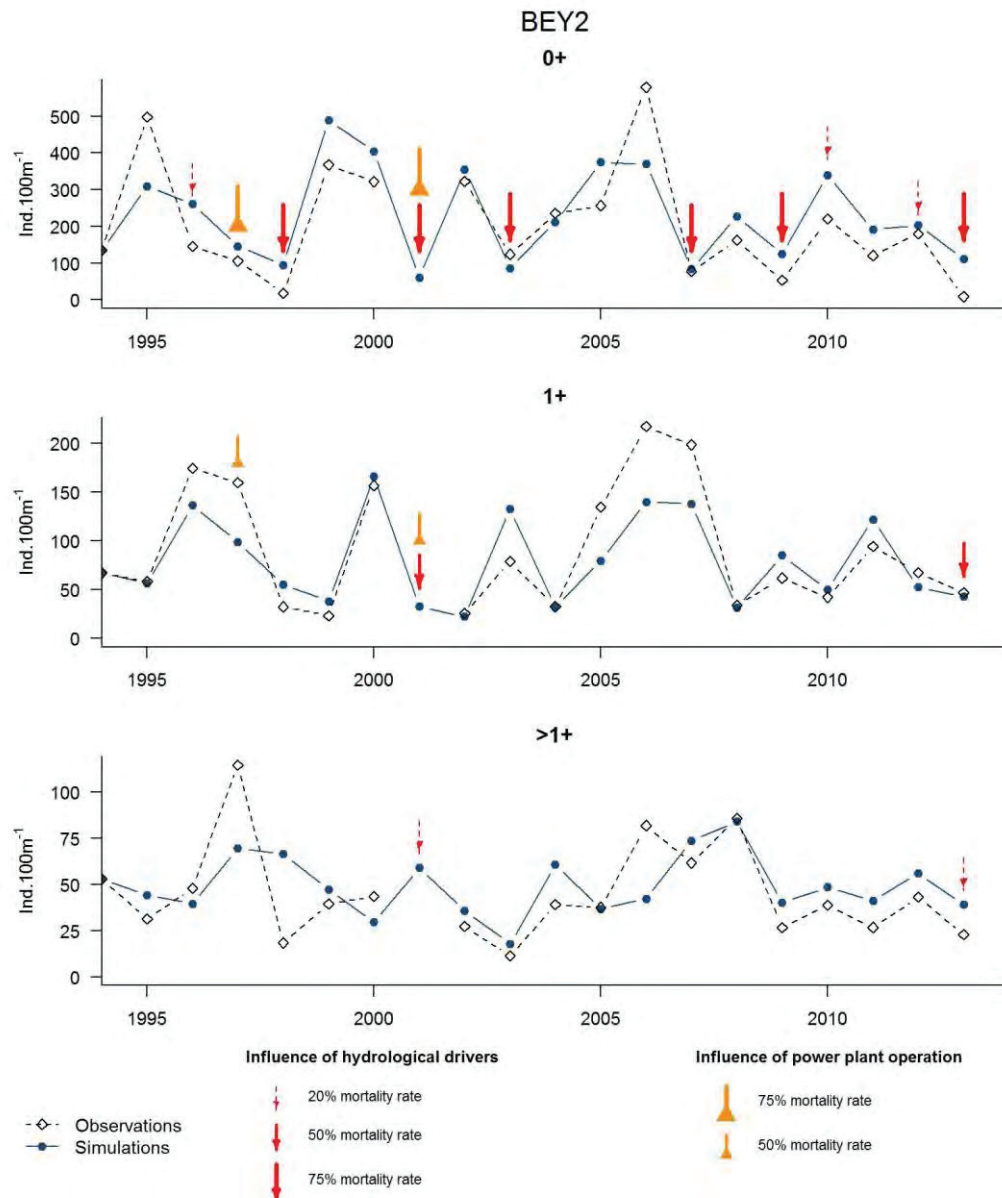 BEY2
0+
Ind.100m⁻¹
500
400
300
200
100
0
1995 2000 2005 2010
1+
Ind.100m⁻¹
200
150
100
50
0
1995 2000 2005 2010
>1+
Ind.100m⁻¹
100
75
50
25
0
1995 2000 2005 2010
Influence of hydrological drivers
20% mortality rate
50% mortality rate
75% mortality rate
Influence of power plant operation
75% mortality rate
50% mortality rate
Observations
Simulations